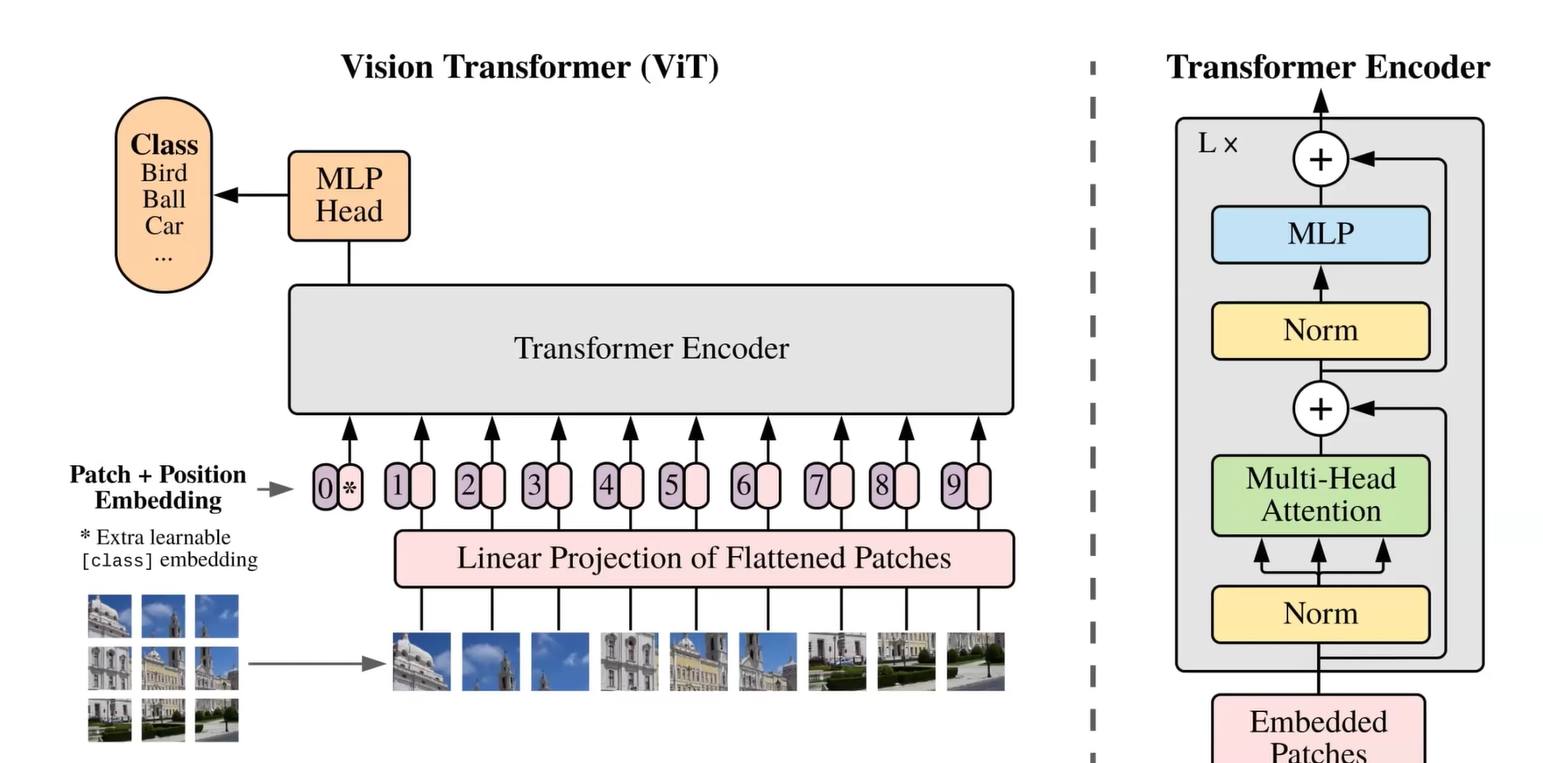 Vision Transformer (ViT)
Class
Bird
Ball
Car
...
MLP
Head
Transformer Encoder
Patch + Position
Embedding
0 * 1 2 3 4 5 6 7 8 9
* Extra learnable
[class] embedding
Linear Projection of Flattened Patches
Transformer Encoder
L ×
+
MLP
Norm
+
Multi-Head
Attention
Norm
Embedded
Patches